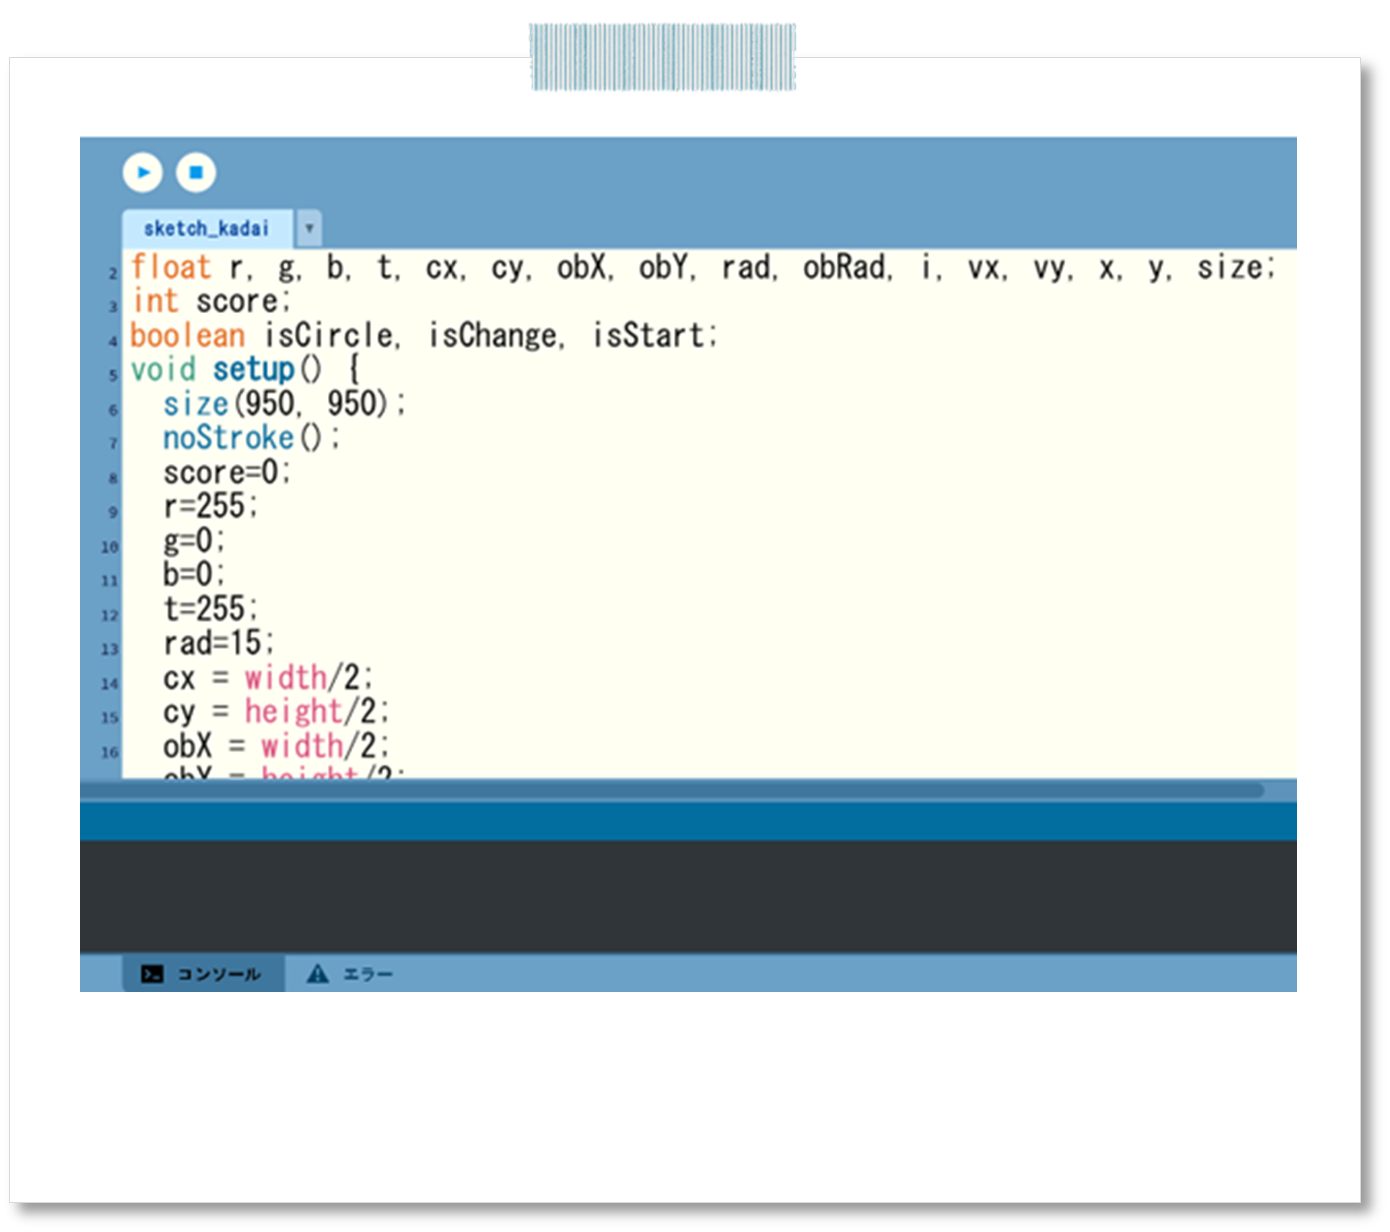 sketch_kadai
2 float r, g, b, t, cx, cy, obX, obY, rad, obRad, i, vx, vy, x, y, size;
3 int score;
4 boolean isCircle, isChange, isStart;
5 void setup() {
6 size(950, 950);
7 noStroke();
8 score=0;
9 r=255;
10 g=0;
11 b=0;
12 t=255;
13 rad=15;
14 cx = width/2;
15 cy = height/2;
16 obX = width/2;
obY = height/2;
コンソール エラー